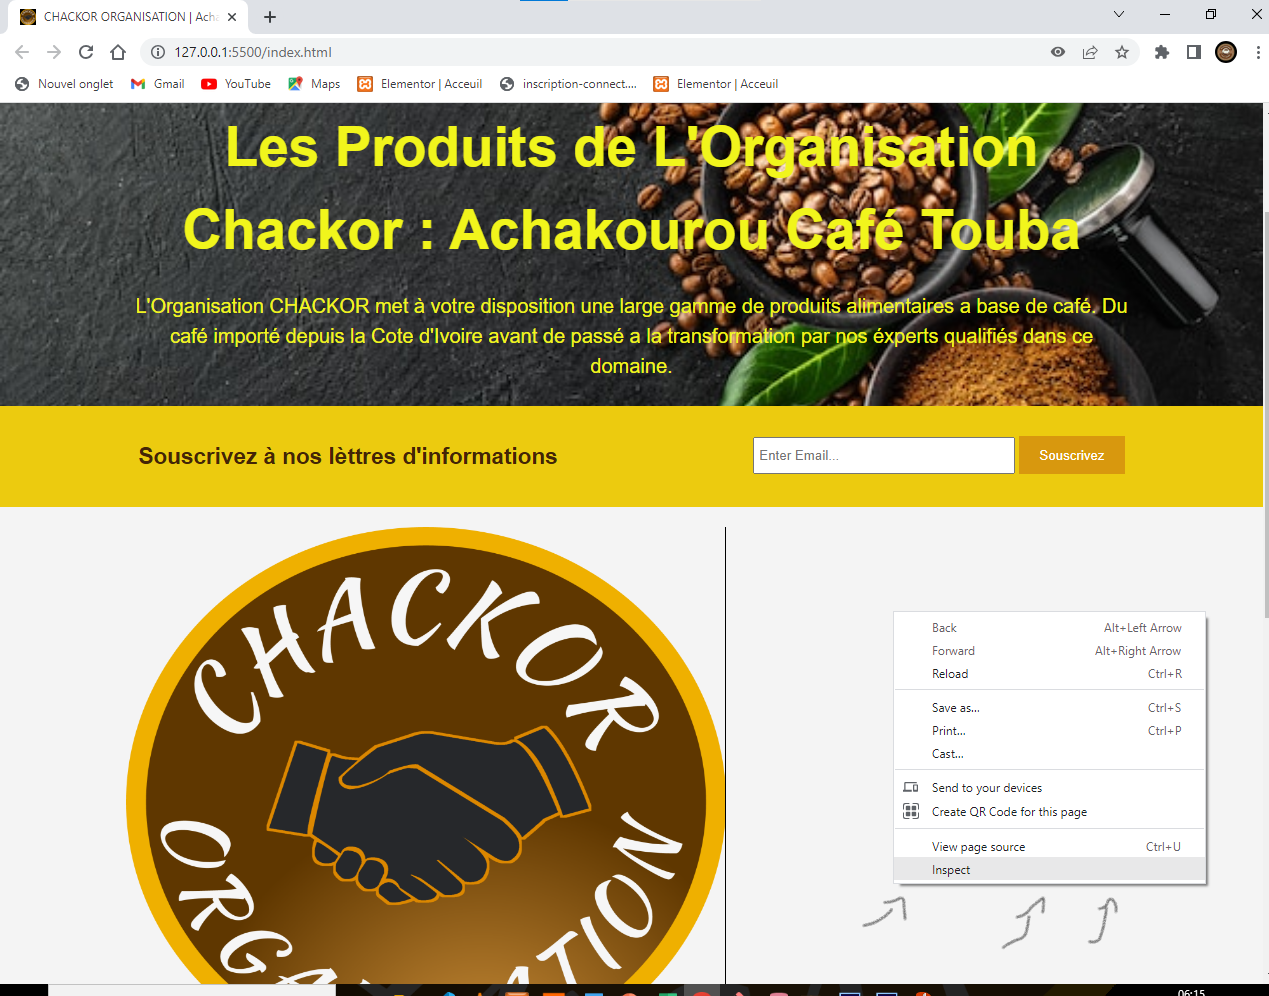 CHACKOR ORGANISATION | Acha
127.0.0.1:5500/index.html
Nouvel onglet Gmail YouTube Maps Elementor | Acceuil inscription-connect.... Elementor | Acceuil
Les Produits de L'Organisation
Chackor : Achakourou Café Touba
L'Organisation CHACKOR met à votre disposition une large gamme de produits alimentaires a base de café. Du
café importé depuis la Cote d'Ivoire avant de passé a la transformation par nos éxperts qualifiés dans ce
domaine.
Souscrivez à nos lèttres d'informations Enter Email... Souscrivez
CHACKOR
Back Alt+Left Arrow
Forward Alt+Right Arrow
Reload Ctrl+R
Save as... Ctrl+S
Print... Ctrl+P
Cast...
Send to your devices
Create QR Code for this page
View page source Ctrl+U
Inspect
06:15